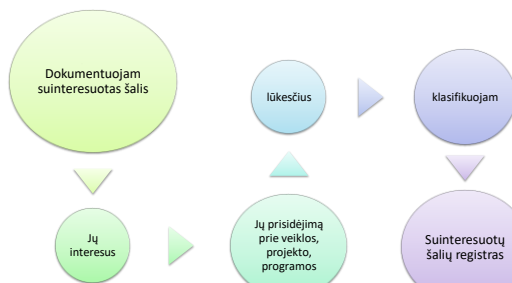 Dokumentuojam
suinteresuotas šalis
Jų
interesus
Jų prisidėjimą
prie veiklos,
projekto,
programos
lūkesčius
klasifikuojam
Suinteresuotų
šalių registras